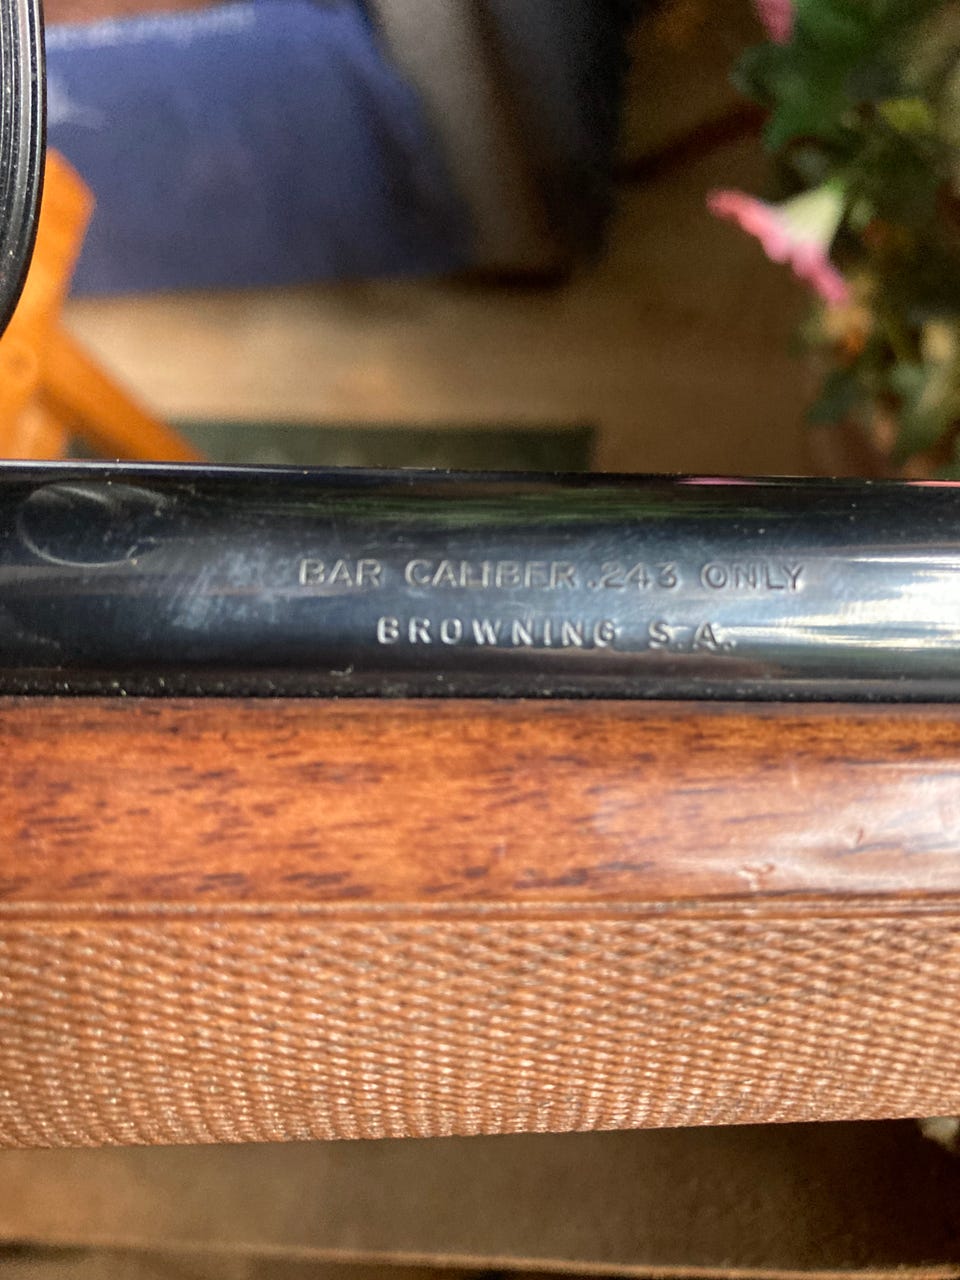 BAR CALIBER .243 ONLY
BROWNING S.A.